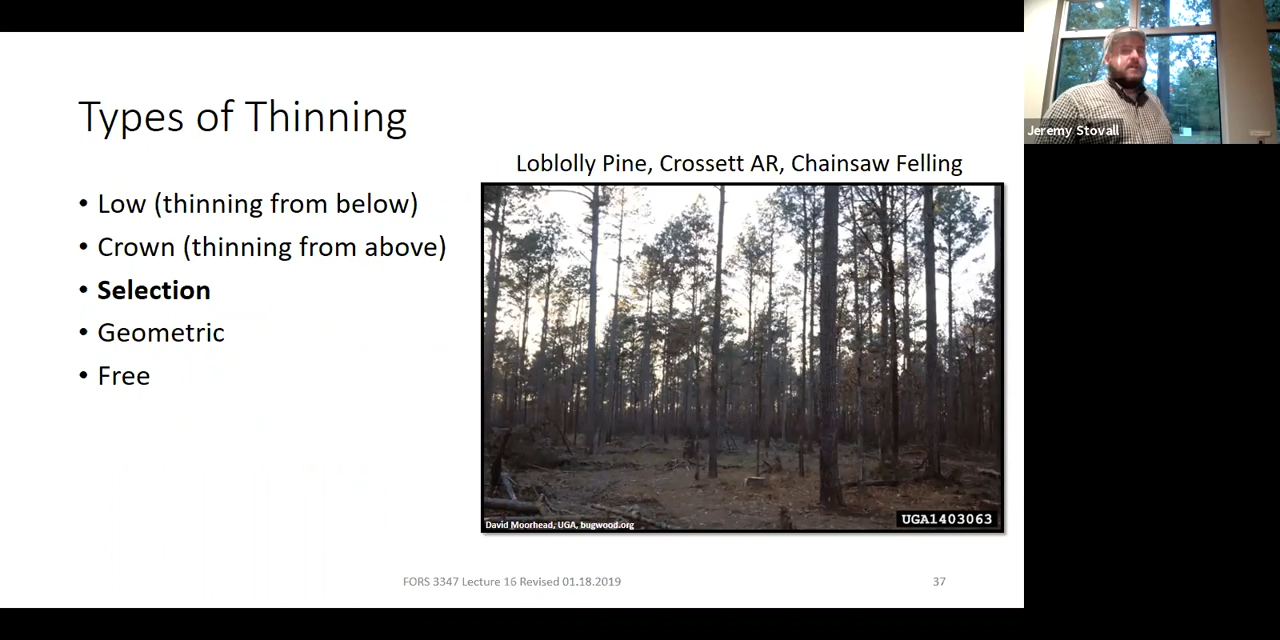 Types of Thinning
Jeremy Stovall
Loblolly Pine, Crossett AR, Chainsaw Felling
• Low (thinning from below)
• Crown (thinning from above)
• Selection
• Geometric
• Free
David Moorhead, UGA, bugwood.org
UGA1403063
FORS 3347 Lecture 16 Revised 01.18.2019
37